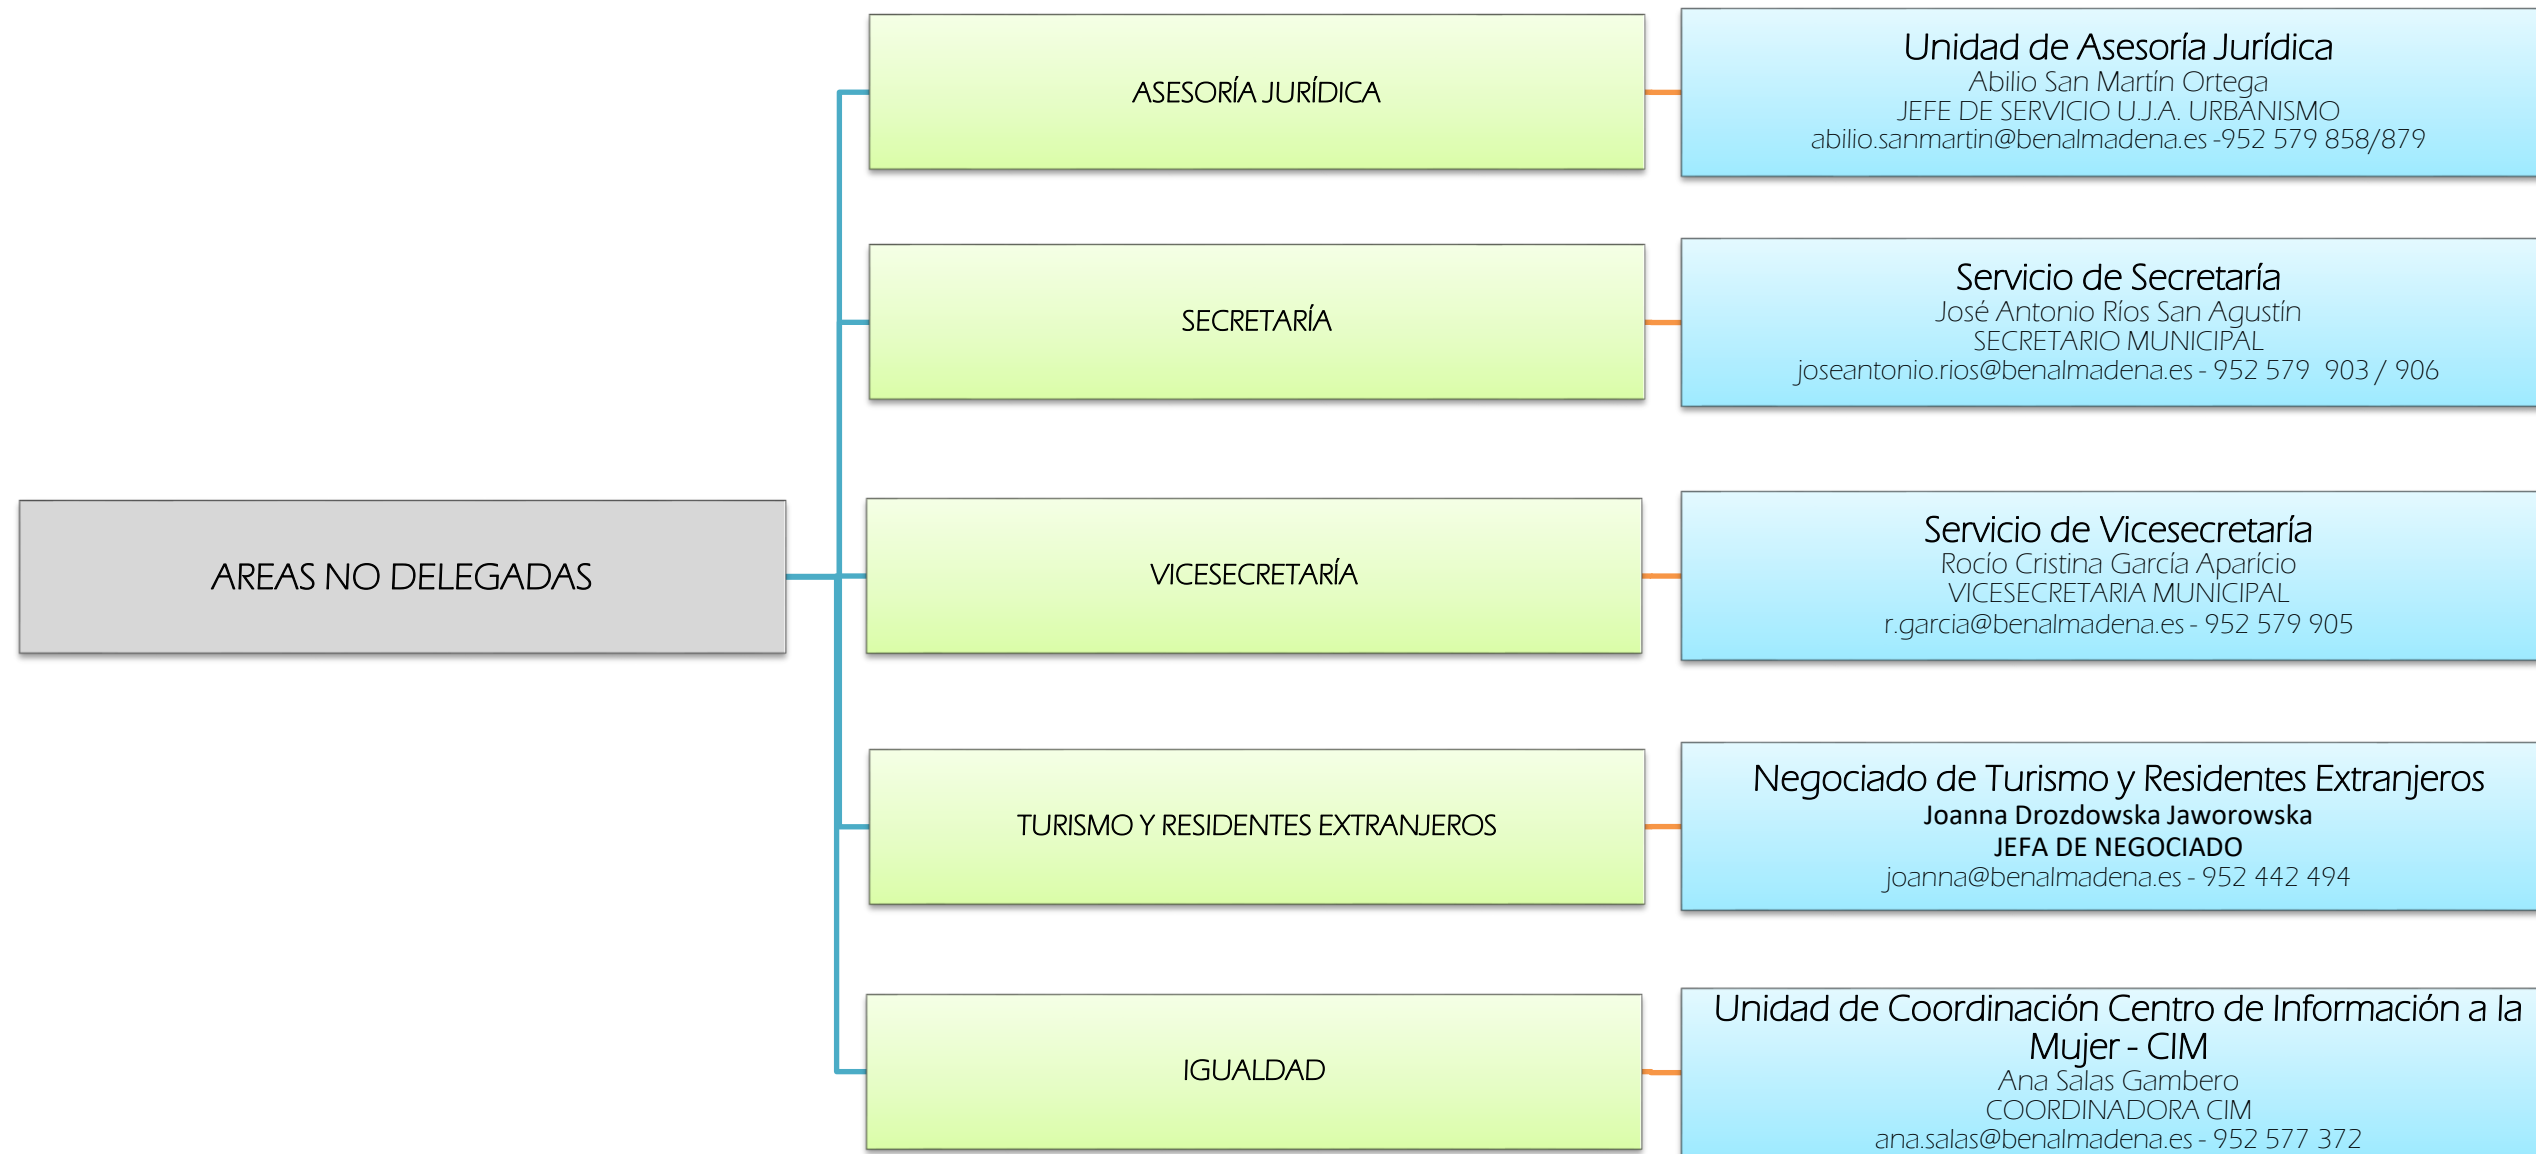 AREAS NO DELEGADAS
ASESORÍA JURÍDICA
Unidad de Asesoría Jurídica
Abilio San Martín Ortega
JEFE DE SERVICIO U.J.A. URBANISMO
abilio.sanmartin@benalmadena.es -952 579 858/879
SECRETARÍA
Servicio de Secretaría
José Antonio Ríos San Agustín
SECRETARIO MUNICIPAL
joseantonio.rios@benalmadena.es - 952 579  903 / 906
VICESECRETARÍA
Servicio de Vicesecretaría
Rocío Cristina García Aparício
VICESECRETARIA MUNICIPAL
r.garcia@benalmadena.es - 952 579 905
TURISMO Y RESIDENTES EXTRANJEROS
Negociado de Turismo y Residentes Extranjeros
Joanna Drozdowska Jaworowska
JEFA DE NEGOCIADO
joanna@benalmadena.es - 952 442 494
IGUALDAD
Unidad de Coordinación Centro de Información a la
Mujer - CIM
Ana Salas Gambero
COORDINADORA CIM
ana.salas@benalmadena.es - 952 577 372